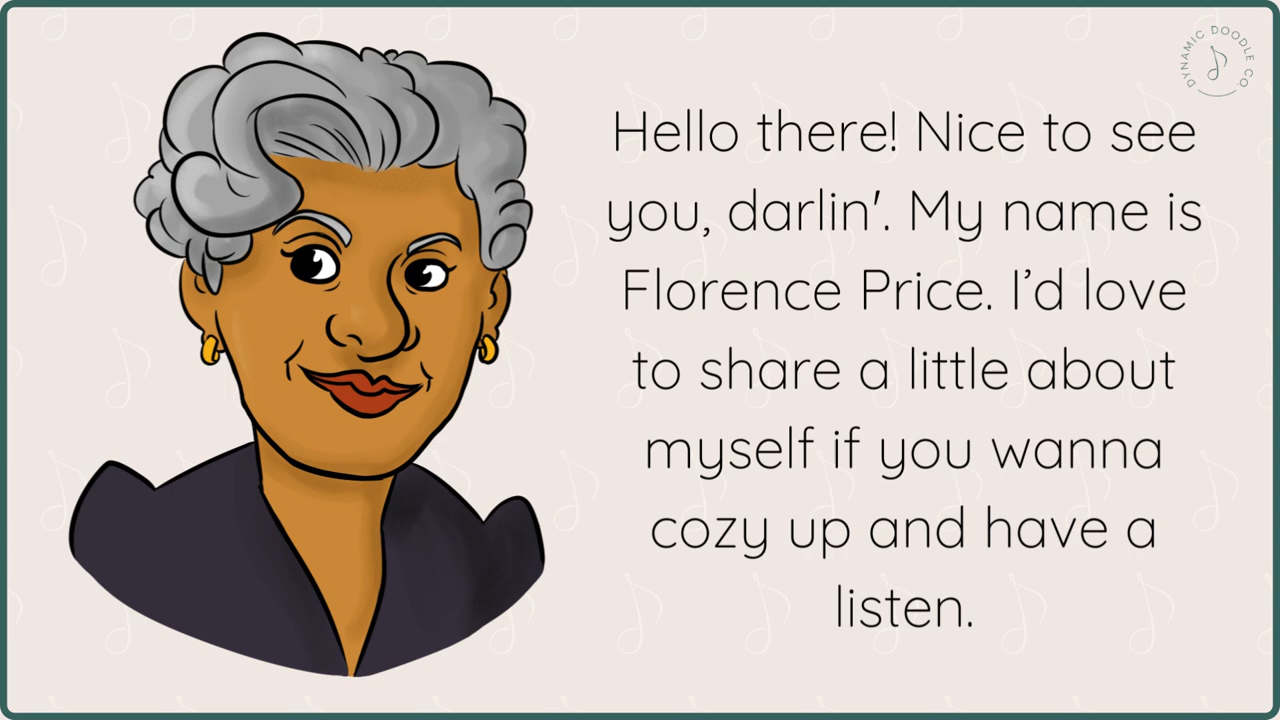 DYNAMIC DOODLE CO.
Hello there! Nice to see
you, darlin'. My name is
Florence Price. I’d love
to share a little about
myself if you wanna
cozy up and have a
listen.